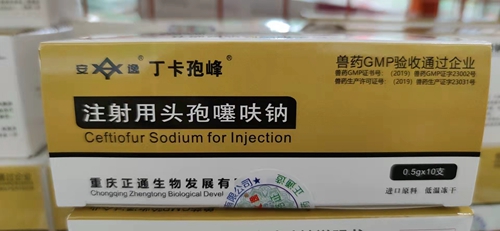 安逸 丁卡孢峰®
兽药GMP验收通过企业
兽药GMP证书号：（2019）兽药GMP证字23002号
兽药生产许可证号：（2019）兽药生产证字23031号
注射用头孢噻呋钠
Ceftiofur Sodium for Injection
0.5g×10支
重庆正通生物发展有
Chongqing Zhengtong Biological Devel
进口原料 低温冻干
有限公司